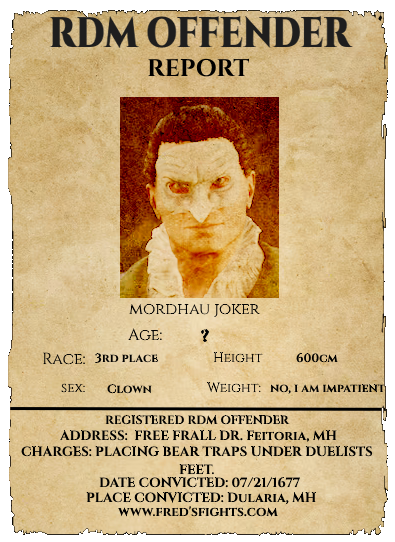 RDM OFFENDER
REPORT
MORDHAU JOKER
AGE: ?
RACE: 3RD PLACE HEIGHT 600CM
SEX: CLOWN WEIGHT: NO, I AM IMPATIENT
REGISTERED RDM OFFENDER
ADDRESS: FREE FRALL DR. FEITORIA, MH
CHARGES: PLACING BEAR TRAPS UNDER DUELISTS
FEET.
DATE CONVICTED: 07/21/1677
PLACE CONVICTED: DULARIA, MH
WWW.FRED'SFIGHTS.COM